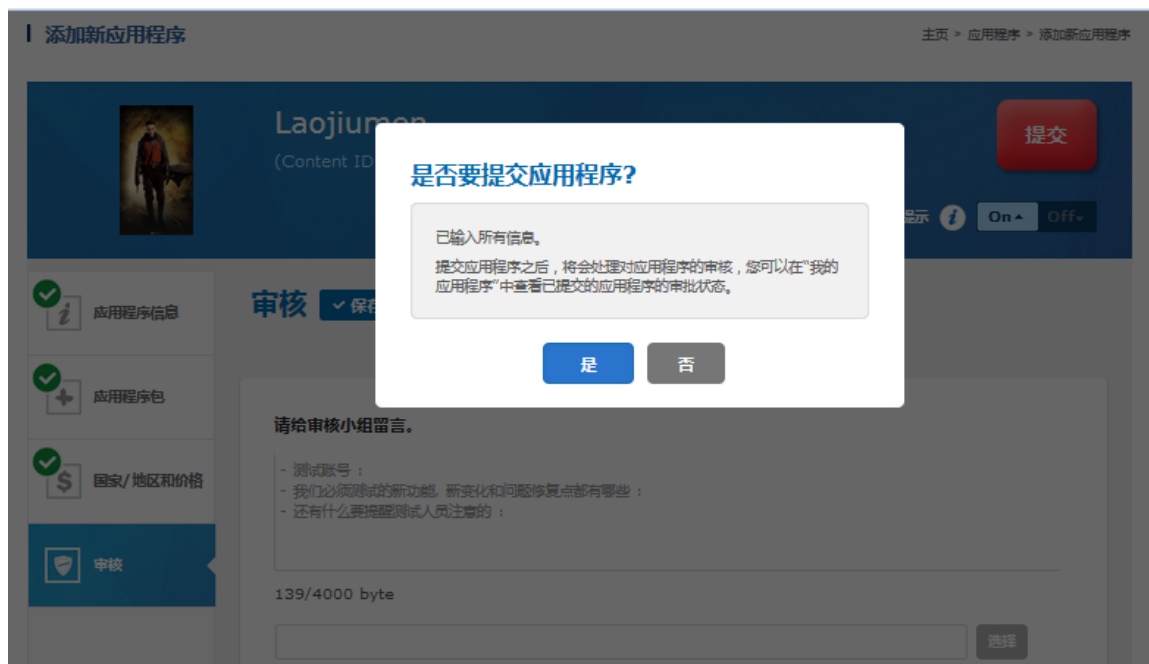 添加新应用程序
主页 > 应用程序 > 添加新应用程序
Laojiumen
(Content ID
提交
提示 i On Off
是否要提交应用程序?
已输入所有信息。
提交应用程序之后，将会处理对应用程序的审核，您可以在“我的
应用程序”中查看已提交的应用程序的审批状态。
是 否
应用程序信息
审核 保存
应用程序包
国家/地区和价格
审核
请给审核小组留言。
- 测试账号：
- 我们必须测试的新功能, 新变化和问题修复点都有哪些：
- 还有什么要提醒测试人员注意的：
139/4000 byte
选择